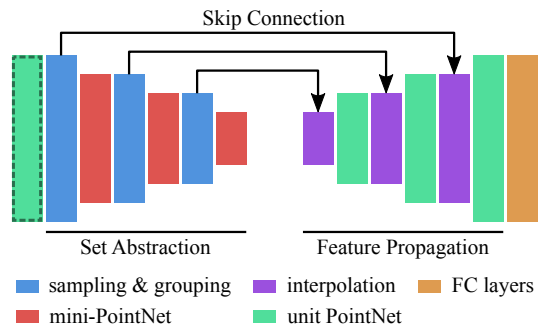 Skip Connection
Set Abstraction
Feature Propagation
sampling & grouping
interpolation
FC layers
mini-PointNet
unit PointNet